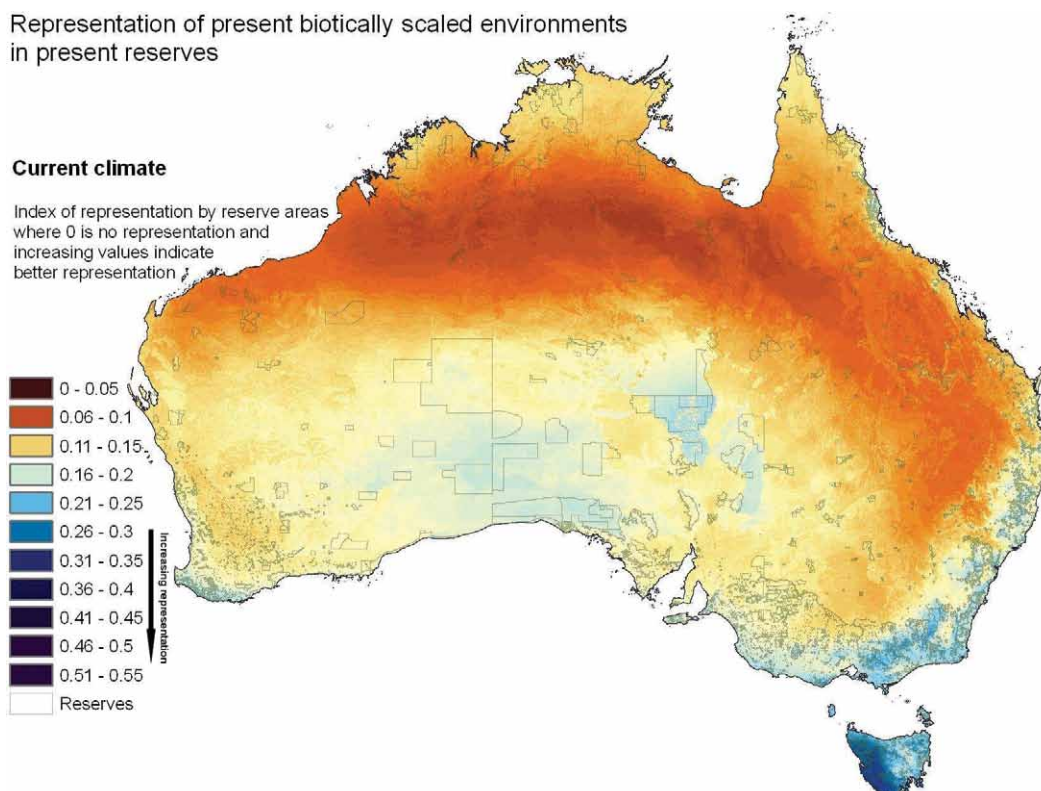 Representation of present biotically scaled environments
in present reserves
Current climate
Index of representation by reserve areas
where 0 is no representation and
increasing values indicate
better representation
0 - 0.05
0.06 - 0.1
0.11 - 0.15
0.16 - 0.2
0.21 - 0.25
0.26 - 0.3
0.31 - 0.35
0.36 - 0.4
0.41 - 0.45
0.46 - 0.5
0.51 - 0.55
Reserves
Increasing representation